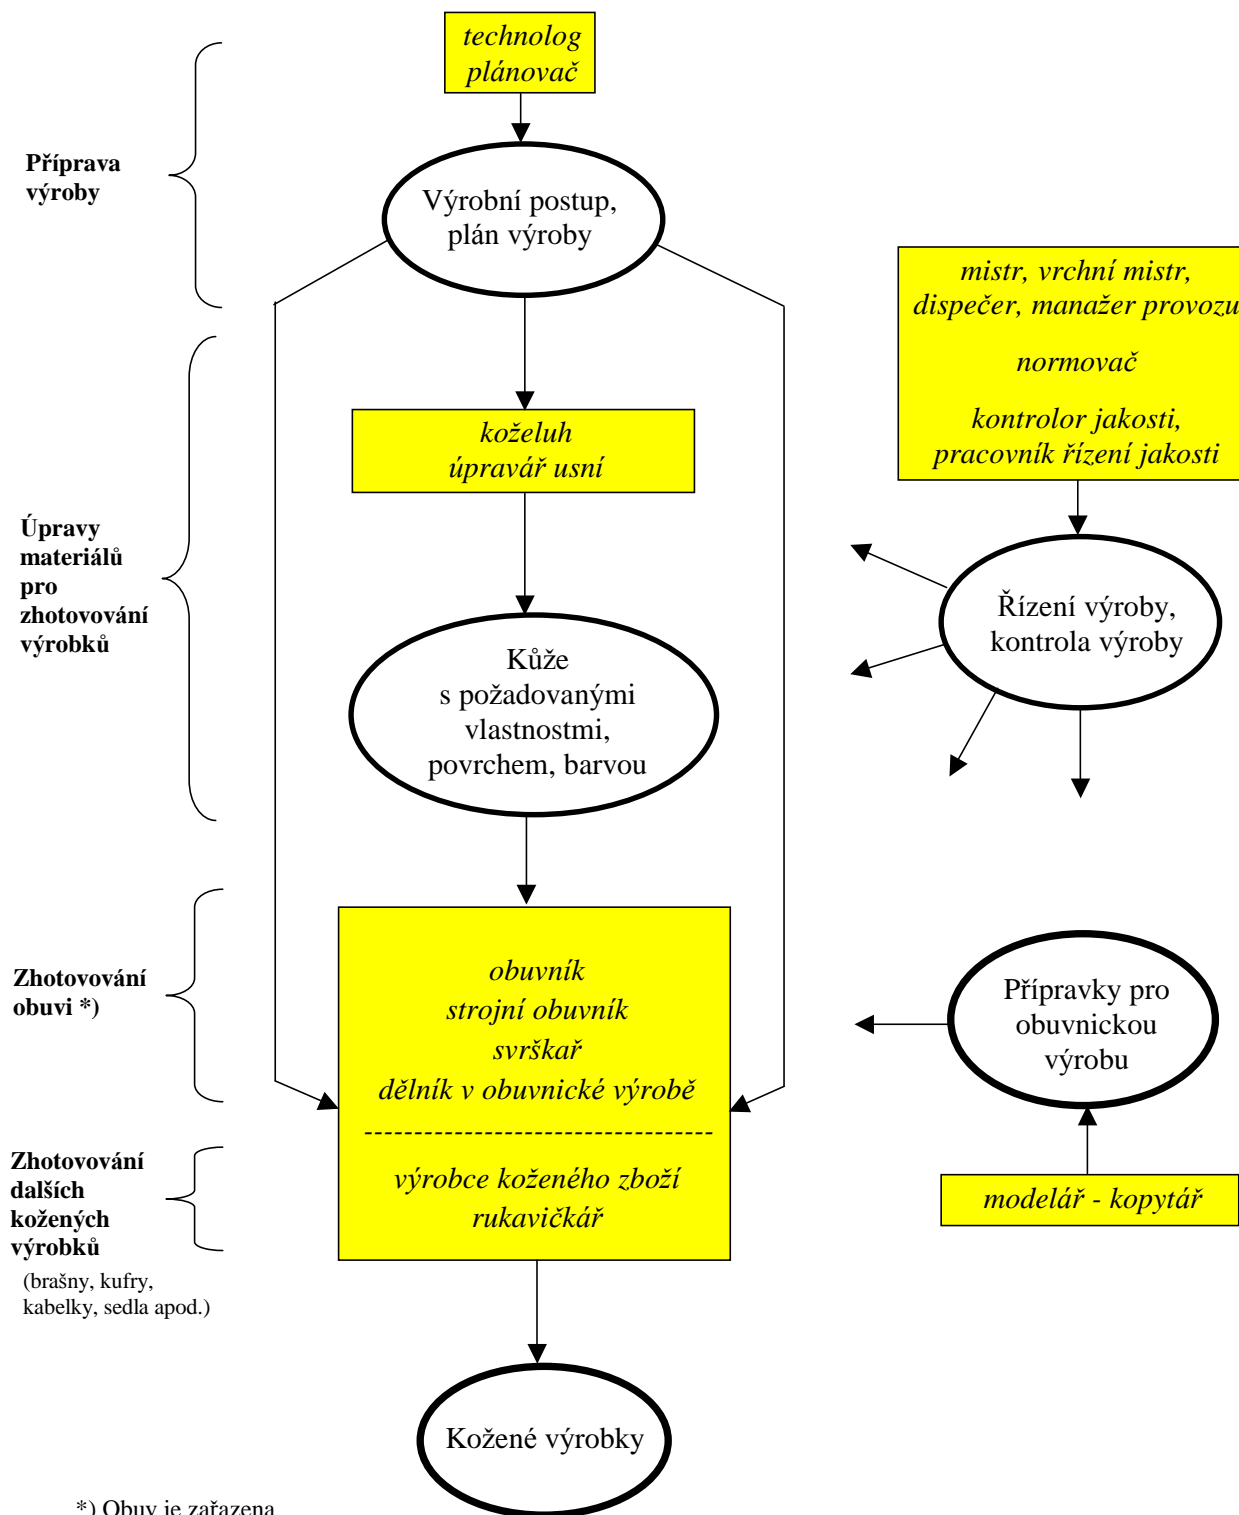 technolog
plánovač
Příprava
výroby
Výrobní postup,
plán výroby
mistr, vrchní mistr,
dispečer, manažer provozu
normovač
kontrolor jakosti,
pracovník řízení jakosti
koželuh
úpravář usní
Úpravy
materiálů
pro
zhotovování
výrobků
Řízení výroby,
kontrola výroby
Kůže
s požadovanými
vlastnostmi,
povrchem, barvou
Zhotovování
obuvi *)
obuvník
strojní obuvník
svrškař
dělník v obuvnické výrobě
Přípravky pro
obuvnickou
výrobu
Zhotovování
dalších
kožených
výrobků
(brašny, kufry,
kabelky, sedla apod.)
výrobce koženého zboží
rukavičkář
modelář - kopytář
Kožené výrobky
*) Obuv je zařazena